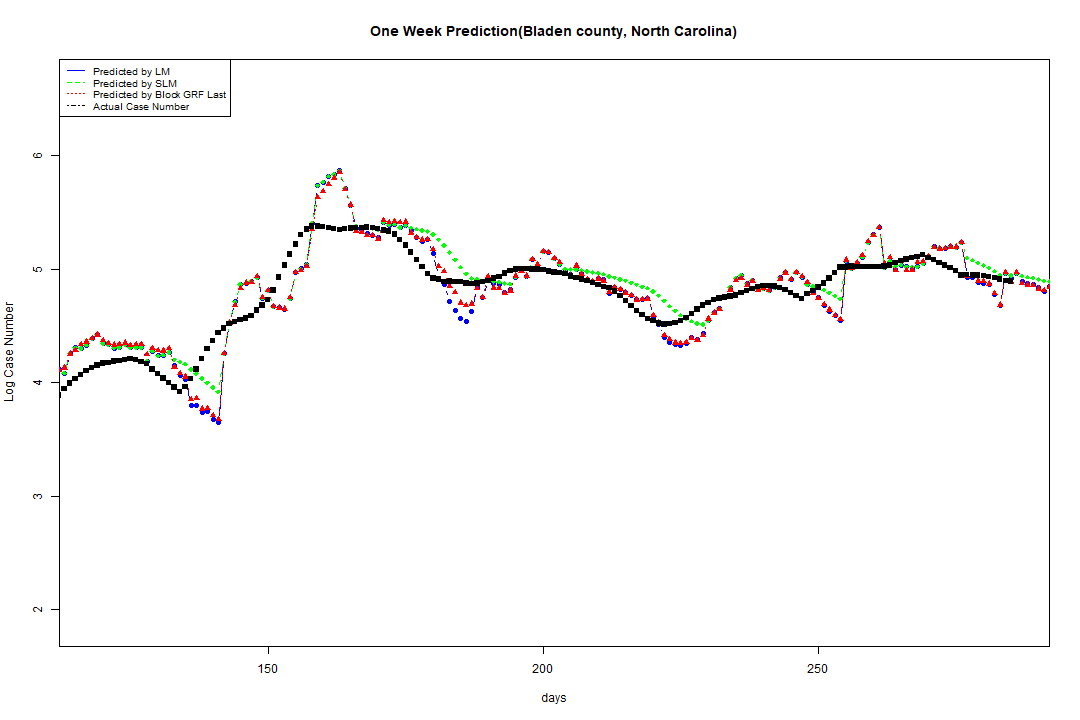 One Week Prediction(Bladen county, North Carolina)
Predicted by LM
Predicted by SLM
Predicted by Block GRF Last
Actual Case Number
6
5
4
3
2
Log Case Number
150
200
250
days